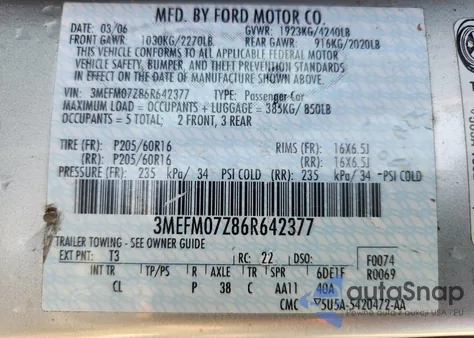 MFD. BY FORD MOTOR CO.
DATE: 03/06 GVWR: 1923KG/4240LB
FRONT GAWR: 1030KG/2270LB REAR GAWR: 916KG/2020LB
THIS VEHICLE CONFORMS TO ALL APPLICABLE FEDERAL MOTOR
VEHICLE SAFETY, BUMPER, AND THEFT PREVENTION STANDARDS
IN EFFECT ON THE DATE OF MANUFACTURE SHOWN ABOVE.
VIN: 3MEFM07Z86R642377 TYPE: Passenger Car
MAXIMUM LOAD = OCCUPANTS + LUGGAGE = 385KG/ 850LB
OCCUPANTS = 5 TOTAL: 2 FRONT, 3 REAR
TIRE (FR): P205/60R16 RIMS (FR): 16X6.5J
(RR): P205/60R16 (RR): 16X6.5J
PRESSURE (FR): 235 kPa/ 34 PSI COLD (RR): 235 kPa/ 34 PSI COLD
3MEFM07Z86R642377
TRAILER TOWING - SEE OWNER GUIDE
EXT PNT: T3 RC: 22 DSO: F0074
INT TR TP/PS R AXLE TR SPR 6DE1F R0069
CL P 38 C AA11 40A
CMC 5U5A-5420472-AA
autoSnap